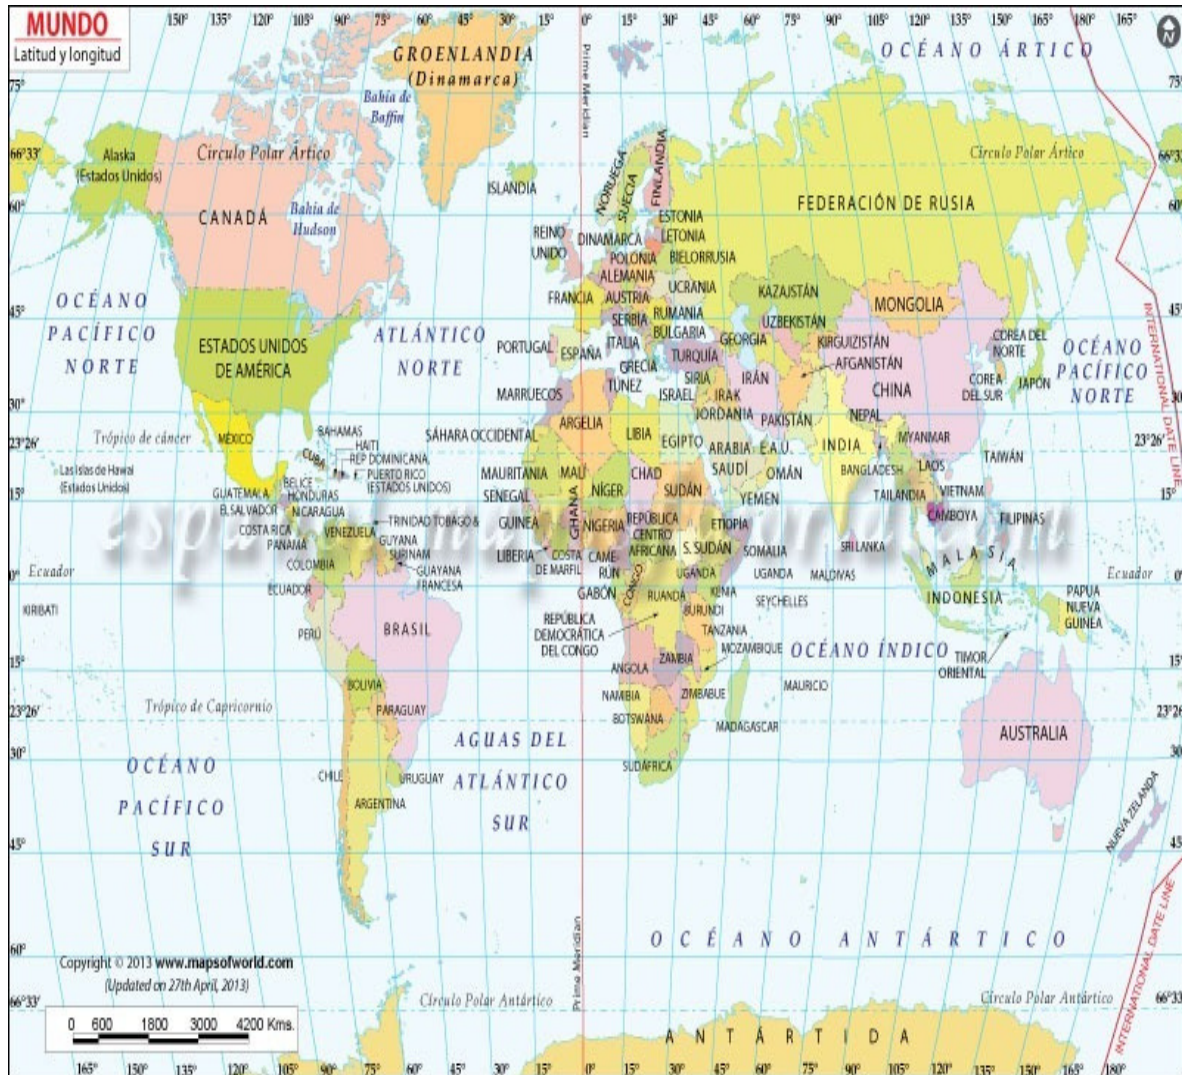 MUNDO
Latitud y longitud
150° 135° 120° 105° 90° 75° 60° 45° 30° 15° 0° 15° 30° 45° 60° 75° 90° 105° 120° 135° 150° 165° 180° 165°
N
GROENLANDIA
(Dinamarca)
Prime Meridian
OCÉANO ÁRTICO
75°
75°
Bahía de
Baffin
66°33'
Alaska
(Estados Unidos)
Círculo Polar Ártico
Círculo Polar Ártico
66°33'
ISLANDIA
NORUEGA
SUECIA
FINLANDIA
60°
CANADÁ
Bahía de
Hudson
FEDERACIÓN DE RUSIA
60°
ESTONIA
LETONIA
REINO
UNIDO
DINAMARCA
POLONIA
BIELORRUSIA
ALEMANIA
UCRANIA
FRANCIA
AUSTRIA
KAZAJSTÁN
MONGOLIA
OCÉANO
PACÍFICO
NORTE
45°
45°
ATLÁNTICO
NORTE
ESTADOS UNIDOS
DE AMÉRICA
SERBIA
RUMANIA
BULGARIA
UZBEKISTÁN
GEORGIA
KIRGUIZISTÁN
COREA DEL
NORTE
OCÉANO
PACÍFICO
NORTE
INTERNATIONAL DATE LINE
PORTUGAL
ESPAÑA
ITALIA
GRECIA
TURQUÍA
AFGANISTÁN
CHINA
COREA
DEL SUR
JAPÓN
MARRUECOS
TÚNEZ
SIRIA
ISRAEL
IRAK
IRÁN
JORDANIA
PAKISTÁN
NEPAL
30°
30
MÉXICO
ARGELIA
LIBIA
EGIPTO
ARABIA
SAUDÍ
E.A.U.
OMÁN
INDIA
MYANMAR
BANGLADESH
LAOS
TAIWÁN
23°26'
Trópico de cáncer
23°26'
BAHAMAS
HAITI
REP DOMINICANA
CUBA
PUERTO RICO
(ESTADOS UNIDOS)
SÁHARA OCCIDENTAL
Las Islas de Hawai
(Estados Unidos)
MAURITANIA
MALÍ
NÍGER
CHAD
SUDÁN
YEMEN
TAILANDIA
VIETNAM
15°
15°
BELICE
GUATEMALA
HONDURAS
EL SALVADOR
NICARAGUA
COSTA RICA
PANAMÁ
VENEZUELA
TRINIDAD TOBAGO &
GUYANA
SURINAM
GUAYANA
FRANCESA
COLOMBIA
SENEGAL
GUINEA
GHANA
LIBERIA
COSTA
DE MARFIL
NIGERIA
REPÚBLICA
CENTRO
AFRICANA
ETIOPÍA
S. SUDÁN
CAME-
RÚN
SOMALIA
CAMBOYA
FILIPINAS
SRI LANKA
MALASIA
0°
Ecuador
Ecuador
0°
ECUADOR
GABÓN
CONGO
UGANDA
UGANDA
MALDIVAS
KENIA
RUANDA
BURUNDI
SEYCHELLES
INDONESIA
PAPUA
NUEVA
GUINEA
KIRIBATI
PERÚ
BRASIL
REPÚBLICA
DEMOCRÁTICA
DEL CONGO
TANZANIA
MOZAMBIQUE
OCÉANO ÍNDICO
TIMOR
ORIENTAL
15°
15°
ANGOLA
ZAMBIA
BOLIVIA
NAMIBIA
ZIMBABUE
MAURICIO
23°26'
Trópico de Capricornio
PARAGUAY
BOTSWANA
MADAGASCAR
23°26'
AUSTRALIA
30°
30
OCÉANO
PACÍFICO
SUR
AGUAS DEL
ATLÁNTICO
SUR
CHILE
URUGUAY
ARGENTINA
SUDÁFRICA
NUEVA ZELANDA
45°
45
INTERNATIONAL DATE LINE
Prime Meridian
OCÉANO ANTÁRTICO
60°
60°
Copyright © 2013 www.mapsofworld.com
(Updated on 27th April, 2013)
66°33'
Círculo Polar Antártico
Círculo Polar Antártico
66°33'
0 600 1800 3000 4200 Kms.
ANTÁRTIDA
165° 150° 135° 120° 105° 90° 75° 60° 45° 30° 15° 0° 15° 30° 45° 60° 75° 90° 105° 120° 135° 150° 165°